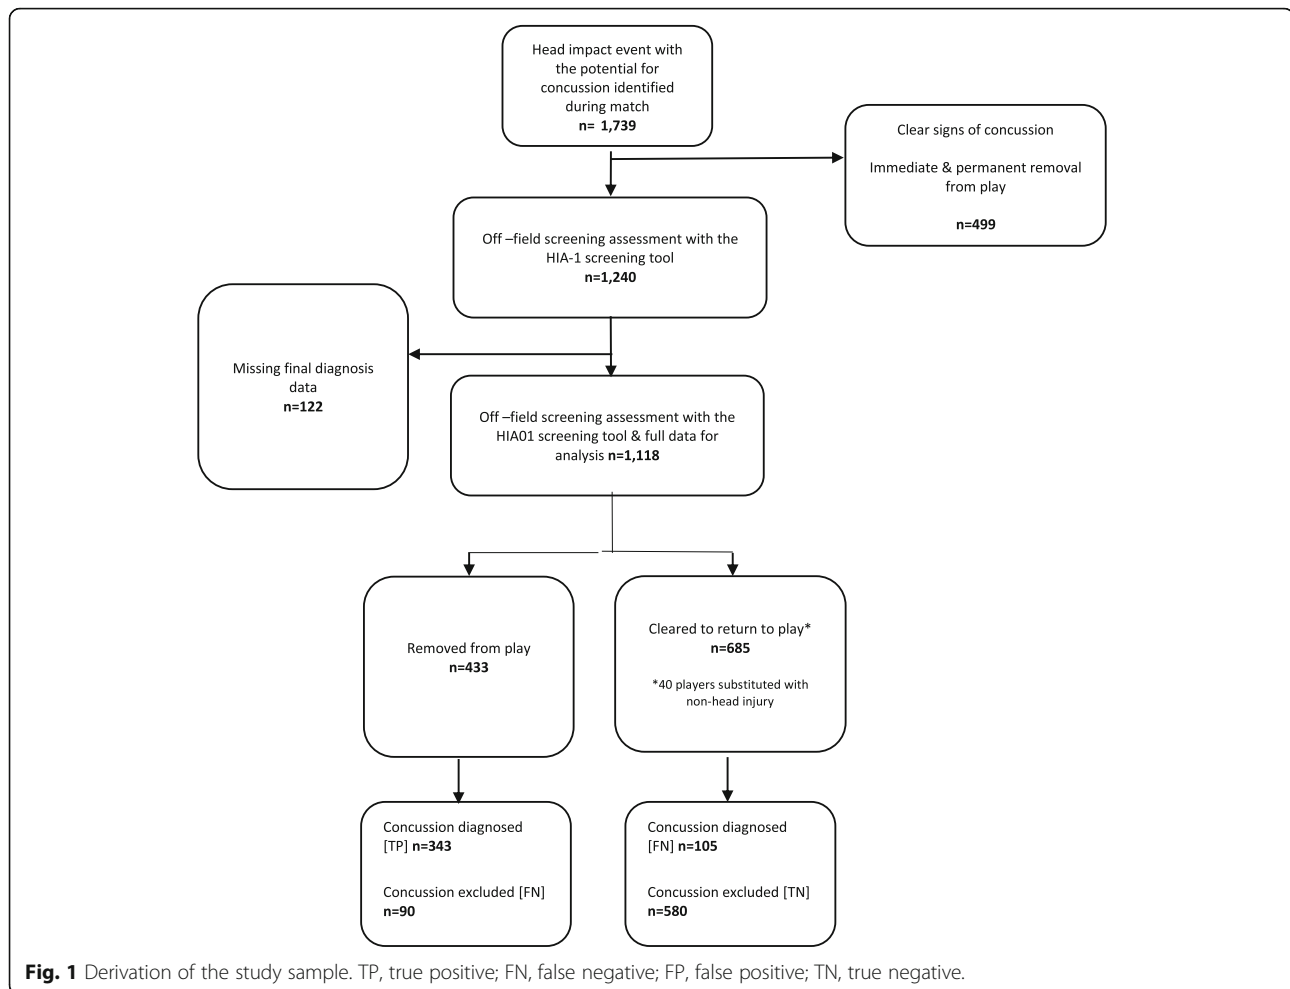 Head impact event with
the potential for
concussion identified
during match
n= 1,739
Clear signs of concussion
Immediate & permanent removal
from play
n=499
Off –field screening assessment with the
HIA-1 screening tool
n=1,240
Missing final diagnosis
data
n=122
Off –field screening assessment with the
HIA01 screening tool & full data for
analysis n=1,118
Removed from play
n=433
Cleared to return to play*
n=685
*40 players substituted with
non-head injury
Concussion diagnosed
[TP] n=343
Concussion excluded [FN]
n=90
Concussion diagnosed
[FN] n=105
Concussion excluded [TN]
n=580
Fig. 1 Derivation of the study sample. TP, true positive; FN, false negative; FP, false positive; TN, true negative.